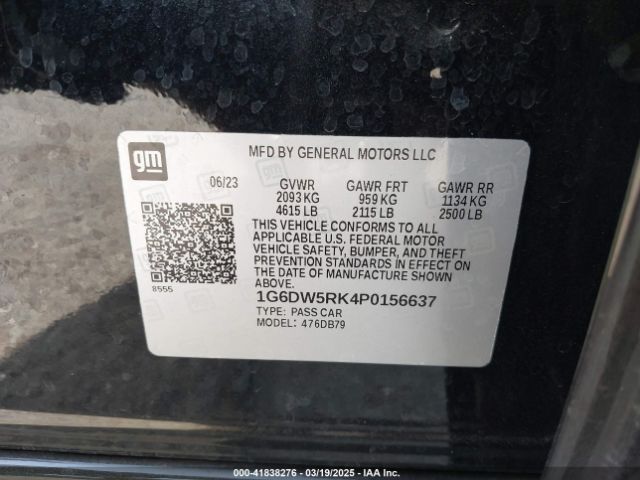 gm
MFD BY GENERAL MOTORS LLC
06/23 GVWR GAWR FRT GAWR RR
2093 KG 959 KG 1134 KG
4615 LB 2115 LB 2500 LB
THIS VEHICLE CONFORMS TO ALL
APPLICABLE U.S. FEDERAL MOTOR
VEHICLE SAFETY, BUMPER, AND THEFT
PREVENTION STANDARDS IN EFFECT ON
THE DATE OF MANUFACTURE SHOWN
ABOVE.
8555
1G6DW5RK4P0156637
TYPE: PASS CAR
MODEL: 476DB79
000-41838276 - 03/19/2025 - IAA Inc.